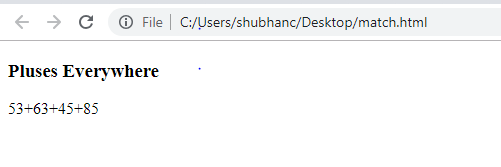 File C:/Users/shubhanc/Desktop/match.html
Pluses Everywhere
53+63+45+85